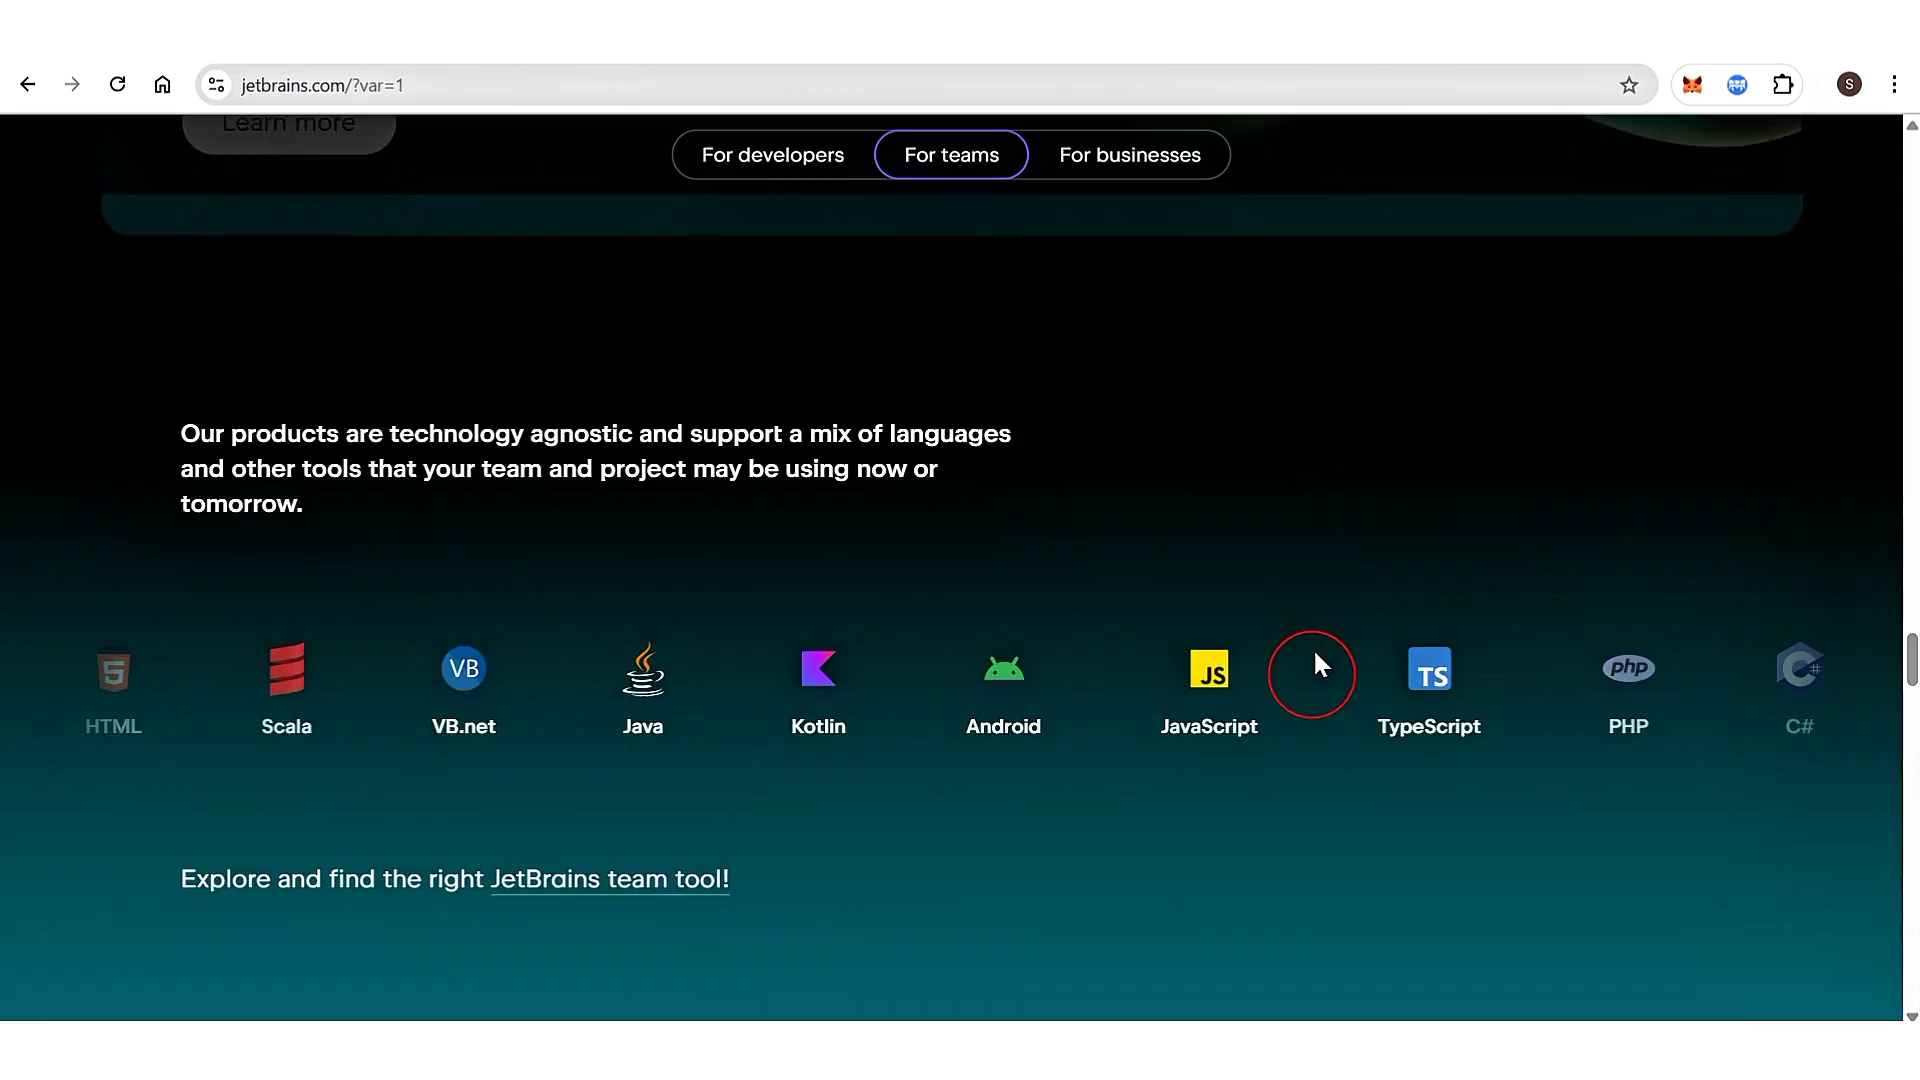 jetbrains.com/?var=1
S
Learn more
For developers For teams For businesses
Our products are technology agnostic and support a mix of languages
and other tools that your team and project may be using now or
tomorrow.
5 VB JS TS php C#
HTML Scala VB.net Java Kotlin Android JavaScript TypeScript PHP C#
Explore and find the right JetBrains team tool!